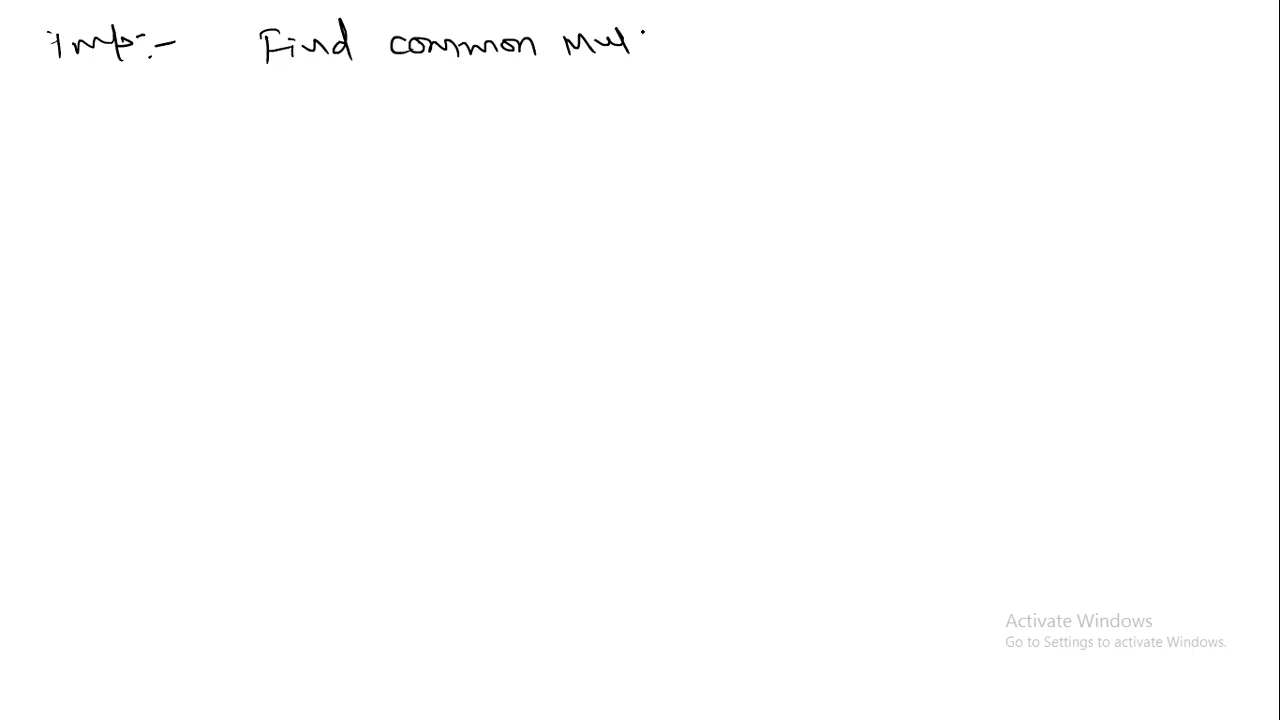 imp:- Find common Mul
Activate Windows
Go to Settings to activate Windows.